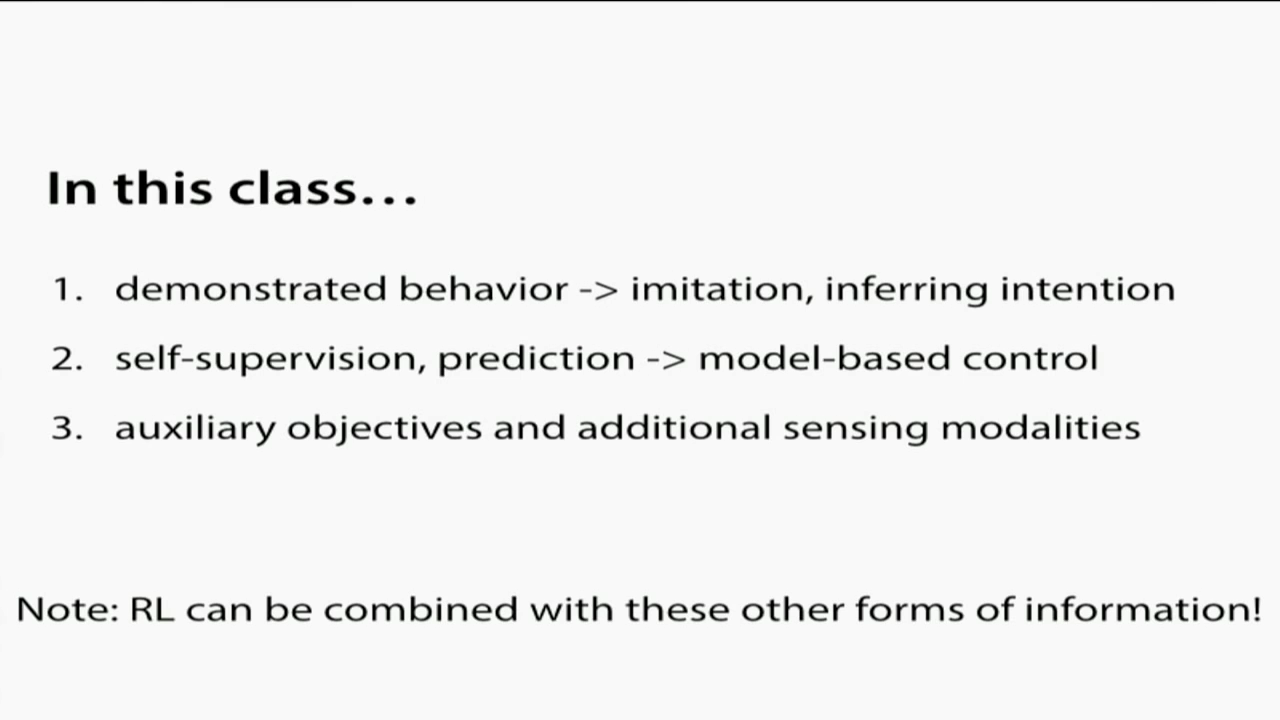 In this class...
1. demonstrated behavior -> imitation, inferring intention
2. self-supervision, prediction -> model-based control
3. auxiliary objectives and additional sensing modalities
Note: RL can be combined with these other forms of information!